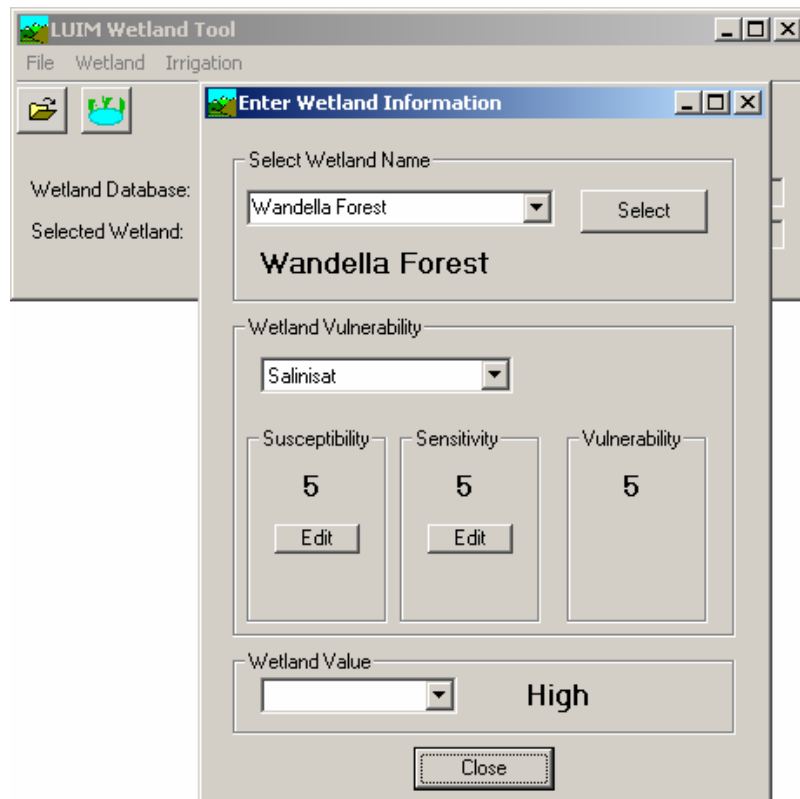 LUIM Wetland Tool
File Wetland Irrigation
Enter Wetland Information
Wetland Database:
Selected Wetland:
Select Wetland Name
Wandella Forest
Select
Wandella Forest
Wetland Vulnerability
Salinisat
Susceptibility Sensitivity Vulnerability
5 5 5
Edit Edit
Wetland Value
High
Close